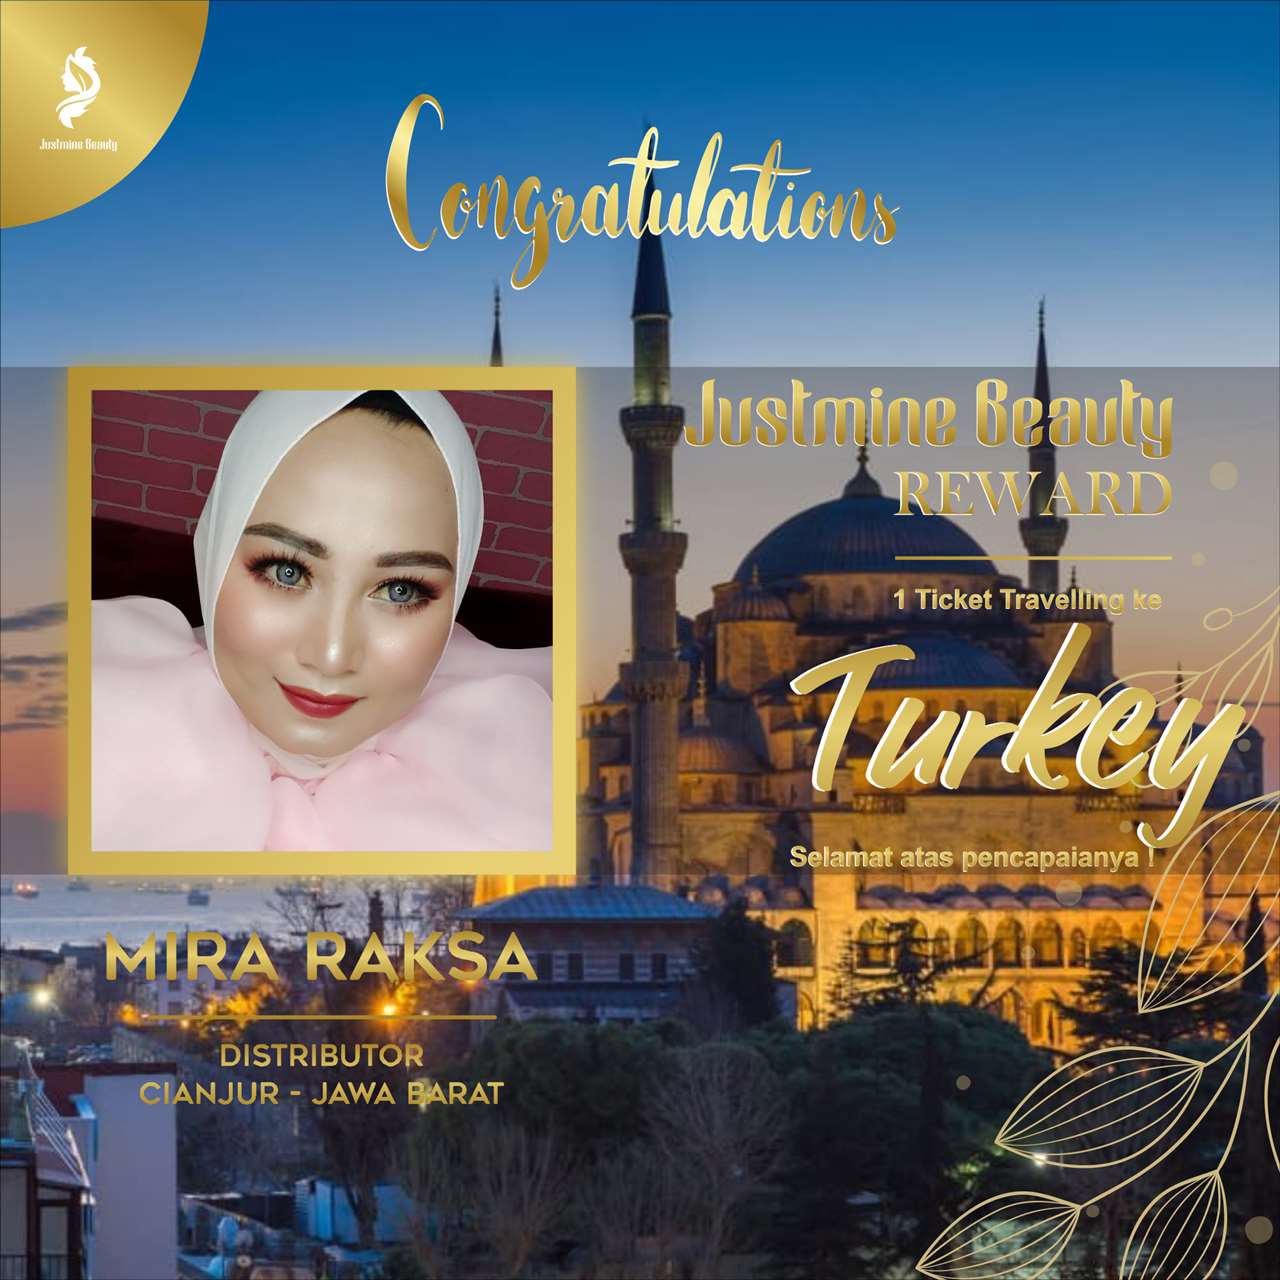 Justmine Beauty
Congratulations
Justmine Beauty
REWARD
1 Ticket Travelling ke
Turkey
Selamat atas pencapaianya !
MIRA RAKSA
DISTRIBUTOR
CIANJUR - JAWA BARAT